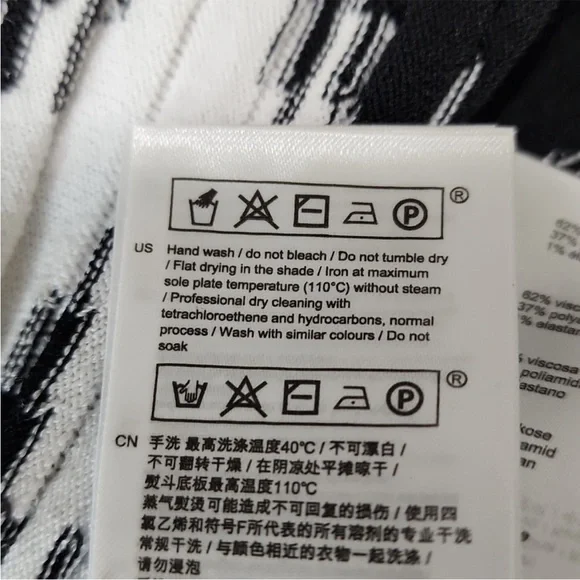 ®
P
US Hand wash / do not bleach / Do not tumble dry
/ Flat drying in the shade / Iron at maximum
sole plate temperature (110°C) without steam
/ Professional dry cleaning with
tetrachloroethene and hydrocarbons, normal
process / Wash with similar colours / Do not
soak
®
P
CN 手洗 最高洗涤温度40℃ / 不可漂白 /
不可翻转干燥 / 在阴凉处平摊晾干 /
熨斗底板最高温度110℃
蒸气熨烫可能造成不可回复的损伤 / 使用四
氯乙烯和符号F所代表的所有溶剂的专业干洗
常规干洗 / 与颜色相近的衣物一起洗涤 /
请勿浸泡
62%
37%
1%
62% viscosa
37%
elastan
viscosa
poliamid